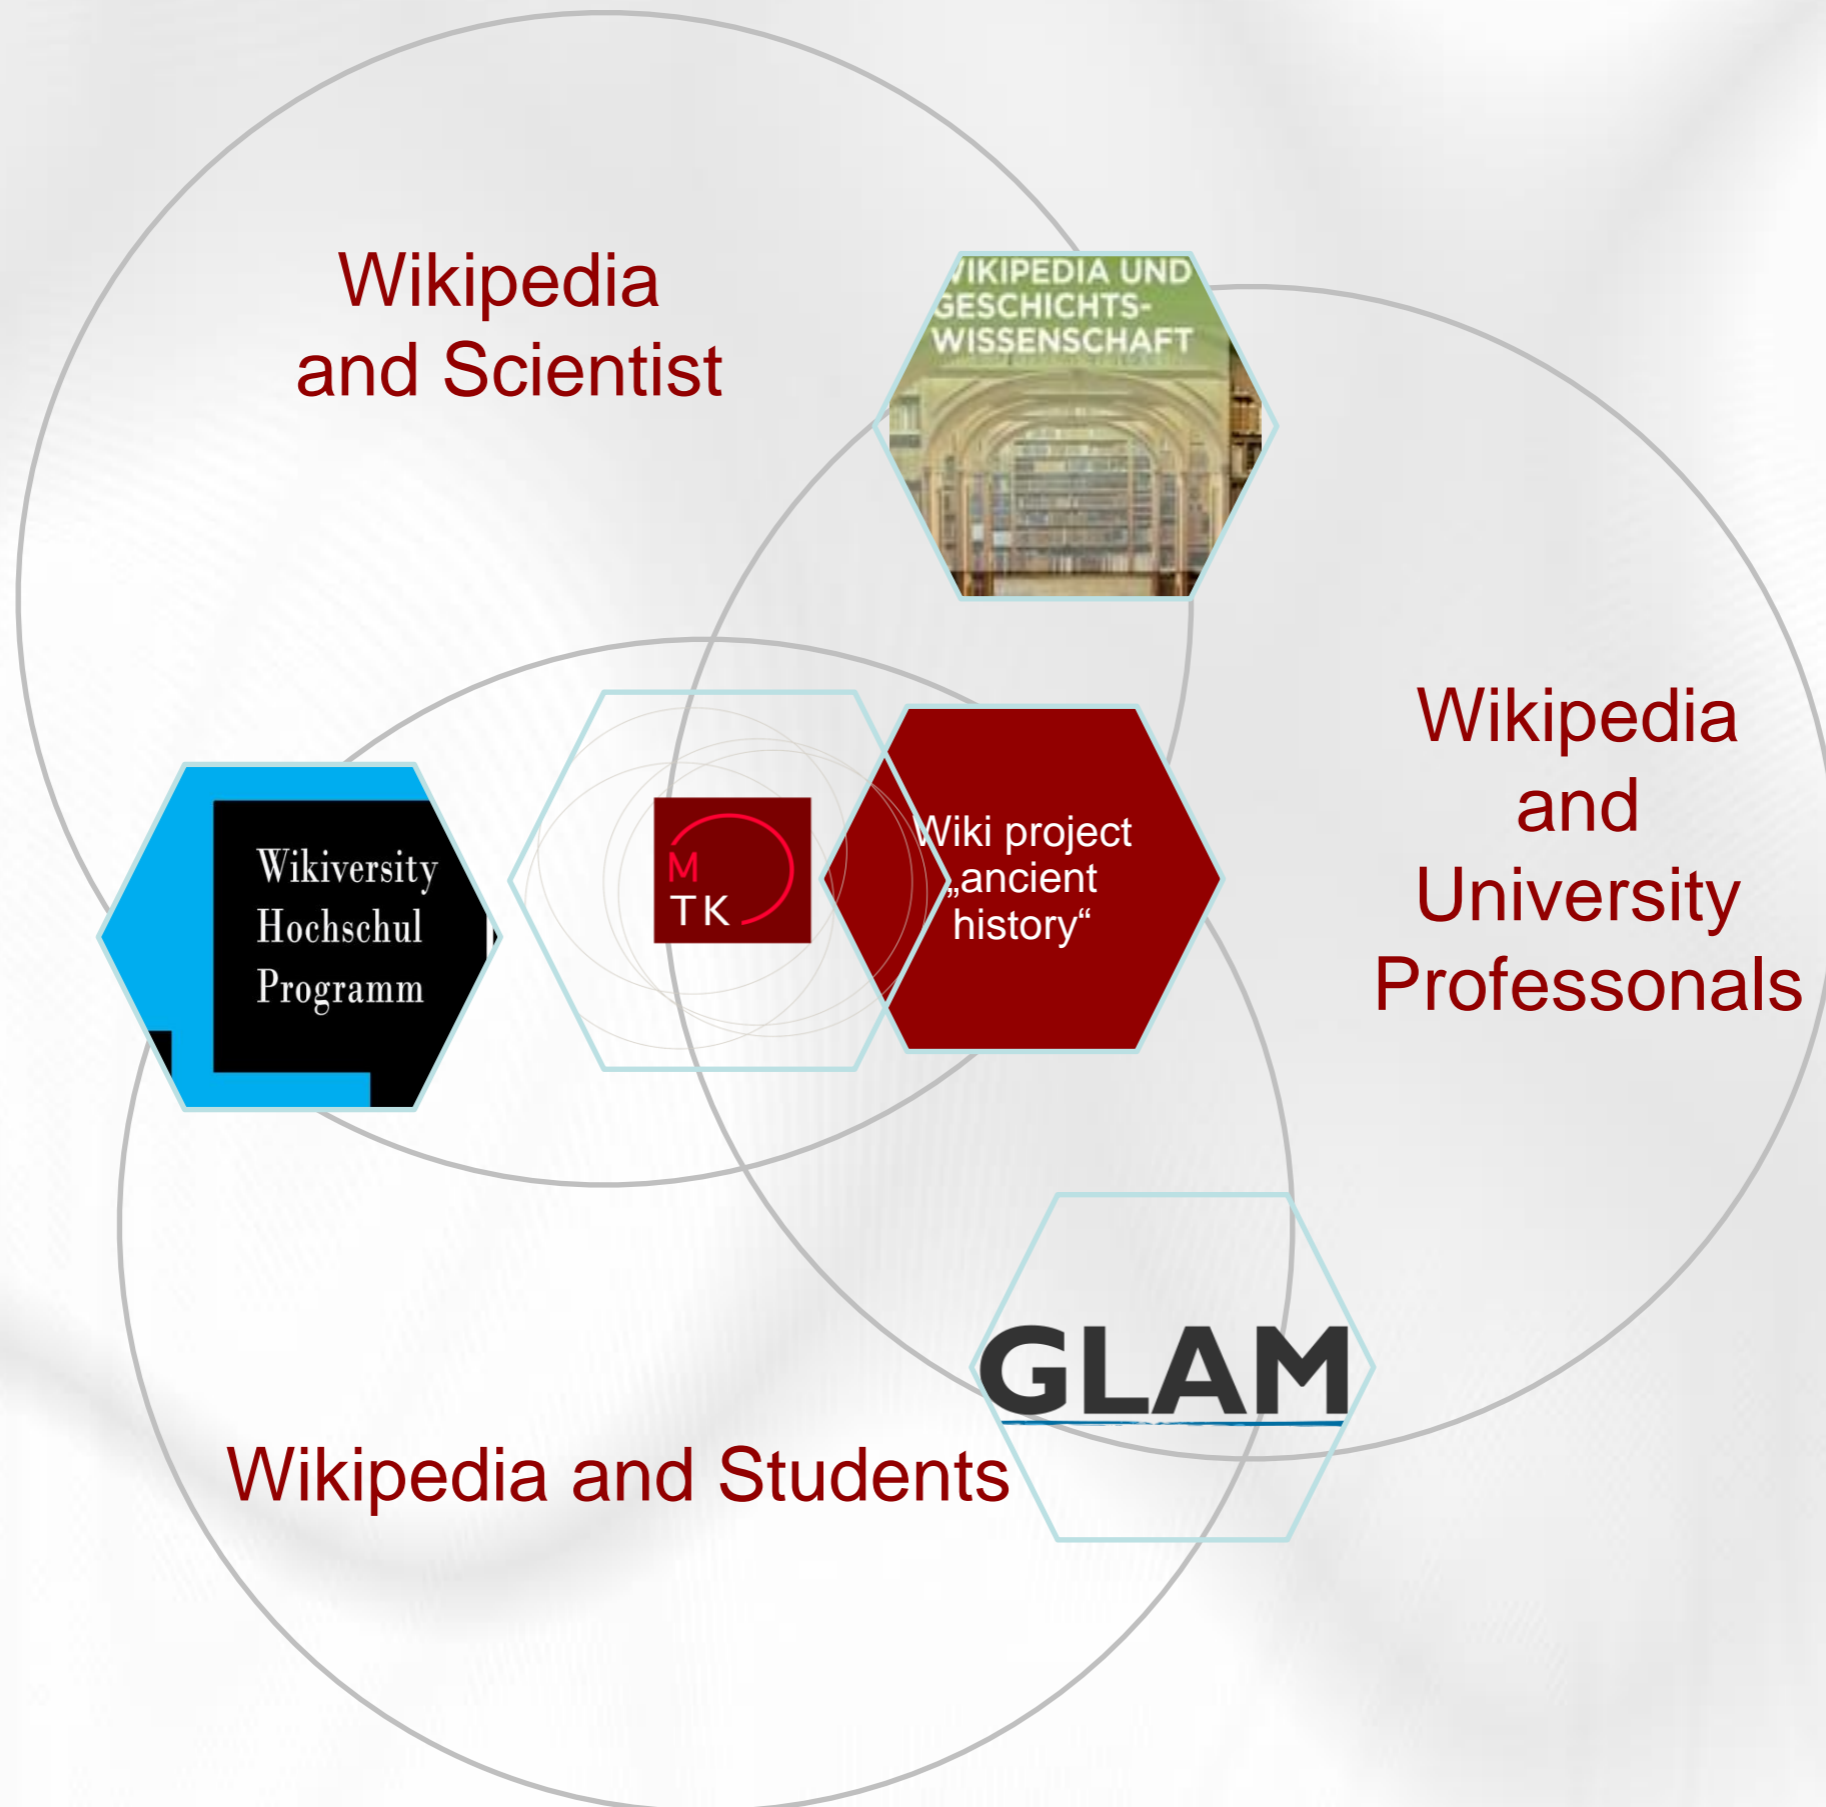 Wikipedia
and Scientist
WIKIPEDIA UND
GESCHICHTS-
WISSENSCHAFT
Wikipedia
and
University
Professonals
Wikiversity
Hochschul
Programm
M
TK
Wiki project
„ancient
history“
GLAM
Wikipedia and Students